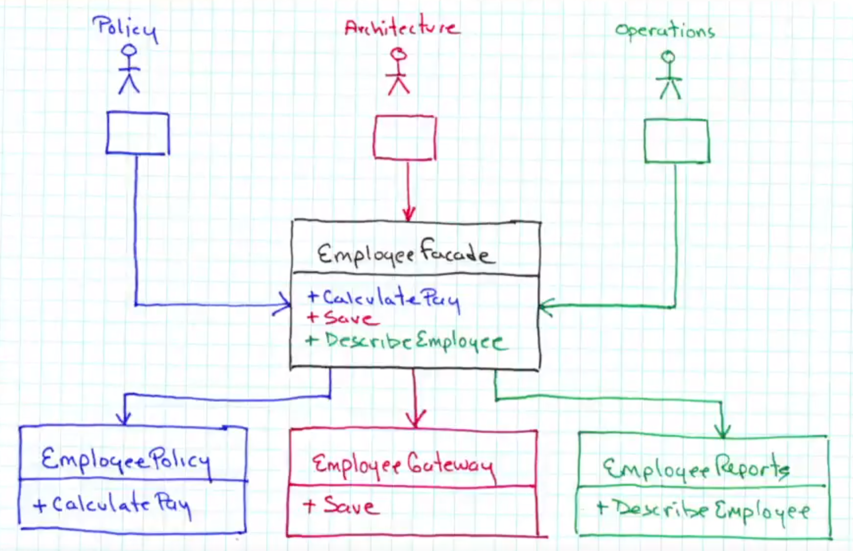 Policy
Architecture
Operations
EmployeeFacade
+CalculatePay
+Save
+DescribeEmployee
EmployeePolicy
+CalculatePay
EmployeeGateway
+Save
EmployeeReports
+DescribeEmployee